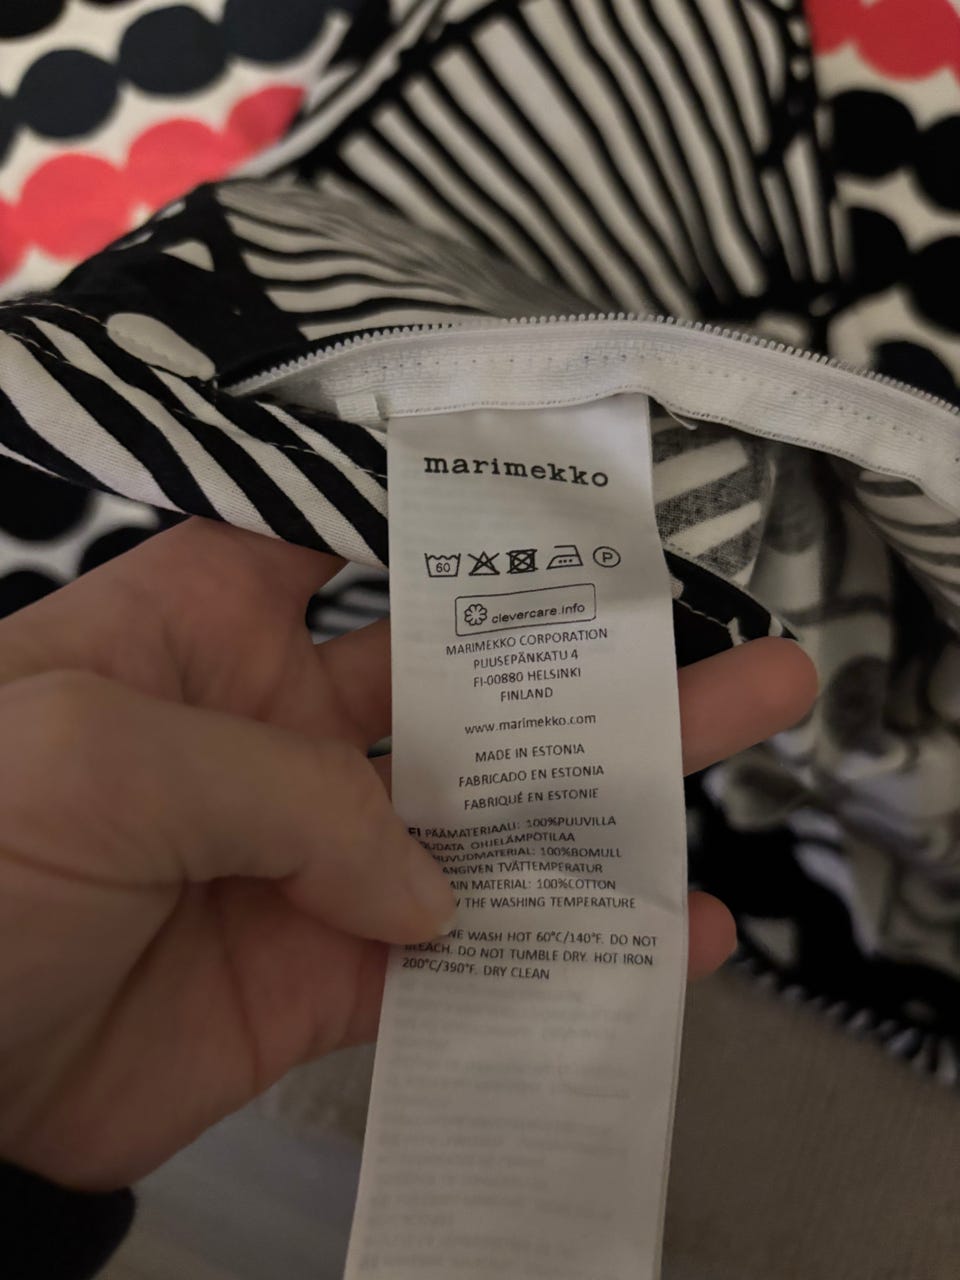 marimekko
60 P
clevercare.info
MARIMEKKO CORPORATION
PUUSEPÄNKATU 4
FI-00880 HELSINKI
FINLAND
www.marimekko.com
MADE IN ESTONIA
FABRICADO EN ESTONIA
FABRIQUÉ EN ESTONIE
FI PÄÄMATERIAALI: 100%PUUVILLA
OHJELÄMPÖTILAA
100%BOMULL
ANGIVEN TVÄTTEMPERATUR
MATERIAL: 100%COTTON
THE WASHING TEMPERATURE
WASH HOT 60°C/140°F. DO NOT
BLEACH. DO NOT TUMBLE DRY. HOT IRON
200°C/390°F. DRY CLEAN